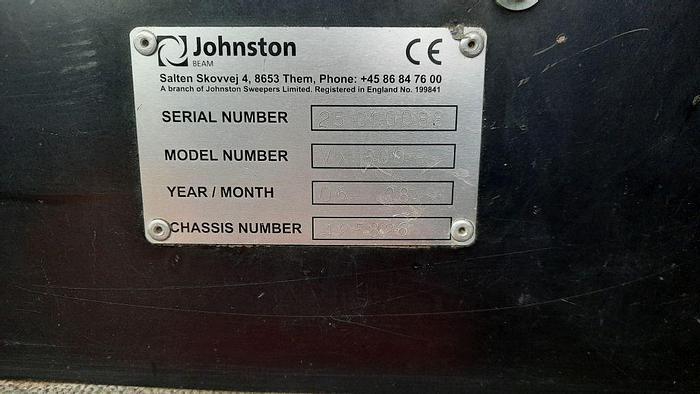 Johnston
BEAM
CE
Salten Skovvej 4, 8653 Them, Phone: +45 86 84 76 00
A branch of Johnston Sweepers Limited. Registered in England No. 199841
SERIAL NUMBER
MODEL NUMBER
YEAR / MONTH
CHASSIS NUMBER